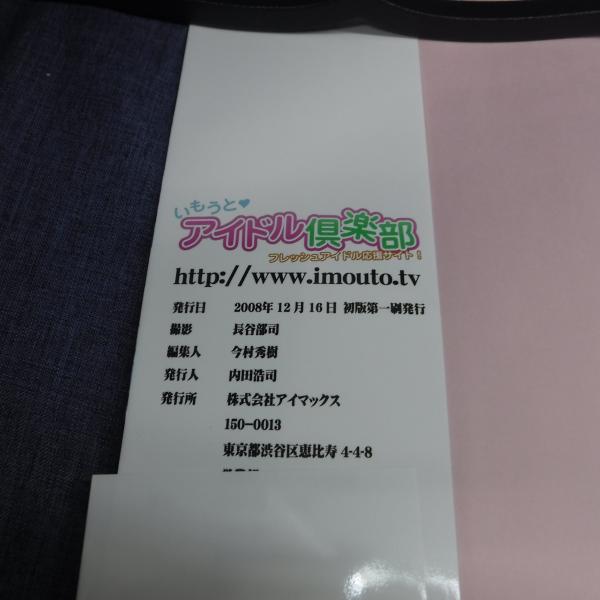 いもうと♥
アイドル倶楽部
フレッシュアイドル応援サイト！
http://www.imouto.tv
発行日 2008年12月16日 初版第一刷発行
撮影 長谷部司
編集人 今村秀樹
発行人 内田浩司
発行所 株式会社アイマックス
150-0013
東京都渋谷区恵比寿 4-4-8